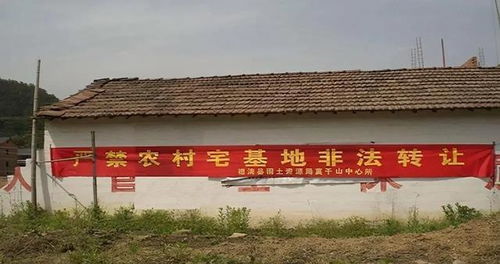 严禁农村宅基地非法转让
德清县国土资源局莫干山中心所
人